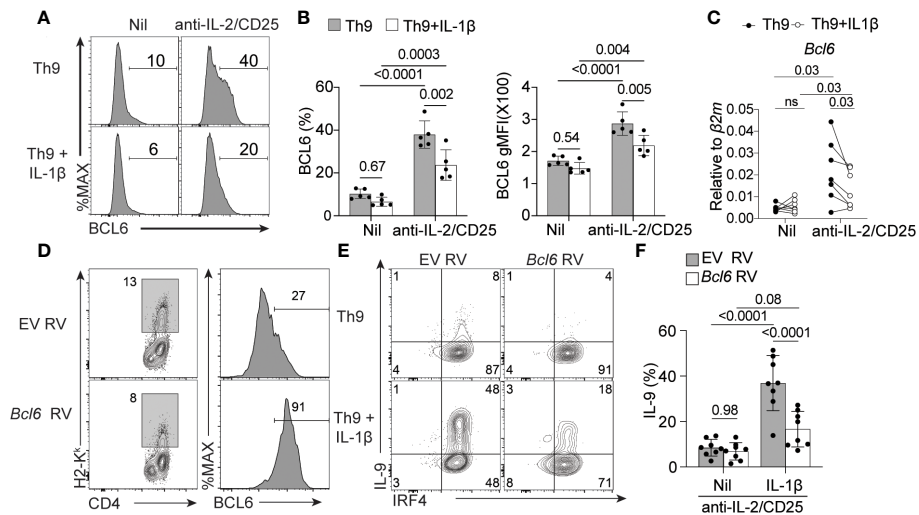 A
Nil
anti-IL-2/CD25
Th9
10
40
Th9 +
IL-1β
6
20
%MAX
BCL6
B
Th9
Th9+IL-1β
0.0003
<0.0001
0.002
0.67
BCL6 (%)
60
40
20
0
Nil
anti-IL-2/CD25
0.004
<0.0001
0.005
0.54
BCL6 gMFI(X100)
4
3
2
1
0
Nil
anti-IL-2/CD25
C
Th9
Th9+IL1β
Bcl6
0.03
0.03
ns
0.03
Relative to β2m
0.05
0.04
0.03
0.02
0.01
0.00
Nil
anti-IL-2/CD25
D
EV RV
13
27
Th9
Bcl6 RV
8
91
Th9 +
IL-1β
H2-Kᵏ
CD4
%MAX
BCL6
E
EV RV
Bcl6 RV
1
8
1
4
4
87
4
91
1
48
3
18
3
48
8
71
IL-9
IRF4
F
EV RV
Bcl6 RV
0.08
<0.0001
<0.0001
0.98
IL-9 (%)
60
40
20
0
Nil
IL-1β
anti-IL-2/CD25